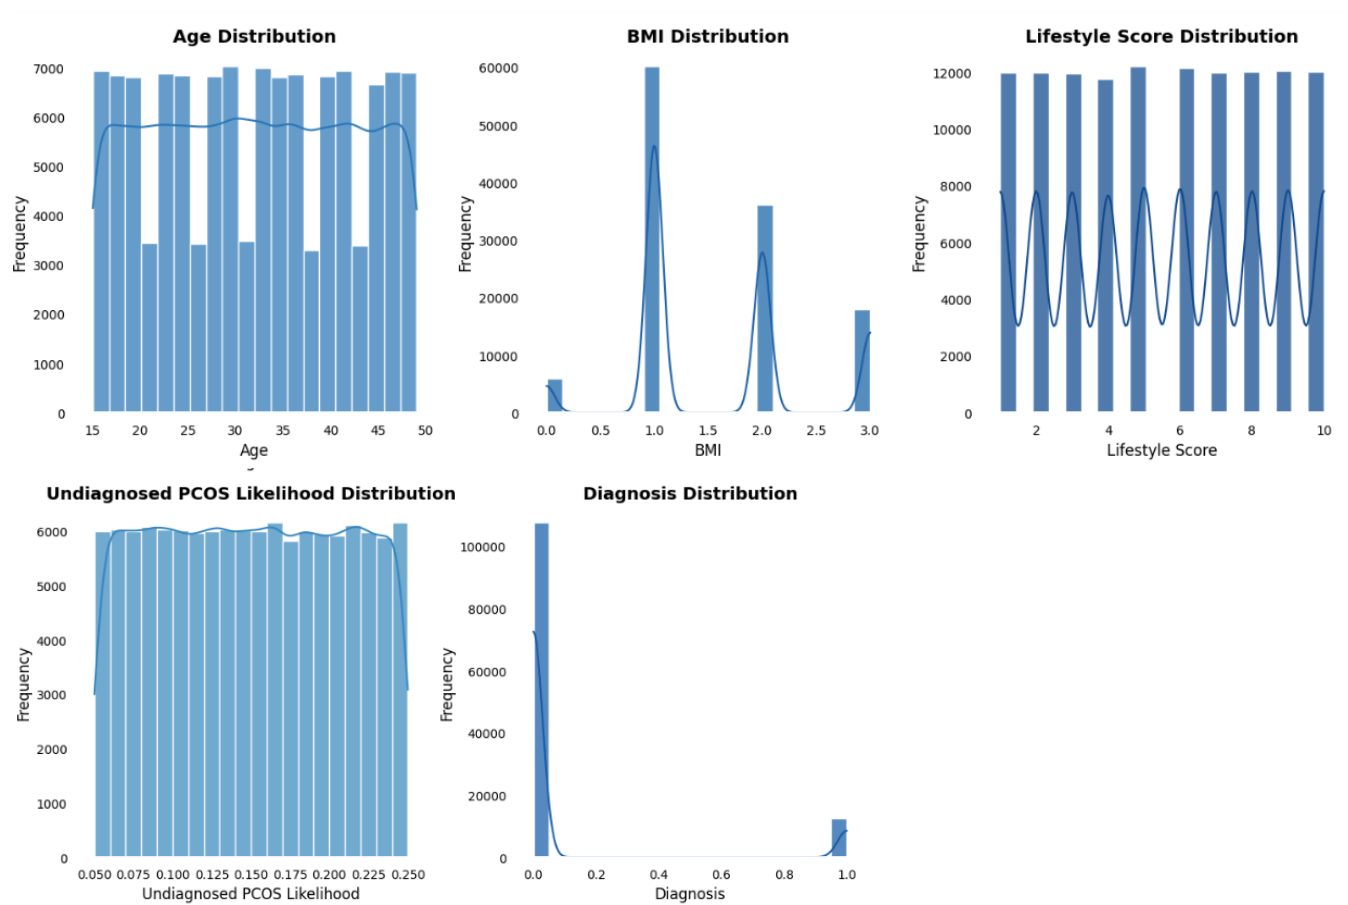 Age Distribution
7000
6000
5000
4000
3000
2000
1000
0
Frequency
15 20 25 30 35 40 45 50
Age
BMI Distribution
60000
50000
40000
30000
20000
10000
0
Frequency
0.0 0.5 1.0 1.5 2.0 2.5 3.0
BMI
Lifestyle Score Distribution
12000
10000
8000
6000
4000
2000
0
Frequency
2 4 6 8 10
Lifestyle Score
Undiagnosed PCOS Likelihood Distribution
6000
5000
4000
3000
2000
1000
0
Frequency
0.050 0.075 0.100 0.125 0.150 0.175 0.200 0.225 0.250
Undiagnosed PCOS Likelihood
Diagnosis Distribution
100000
80000
60000
40000
20000
0
Frequency
0.0 0.2 0.4 0.6 0.8 1.0
Diagnosis